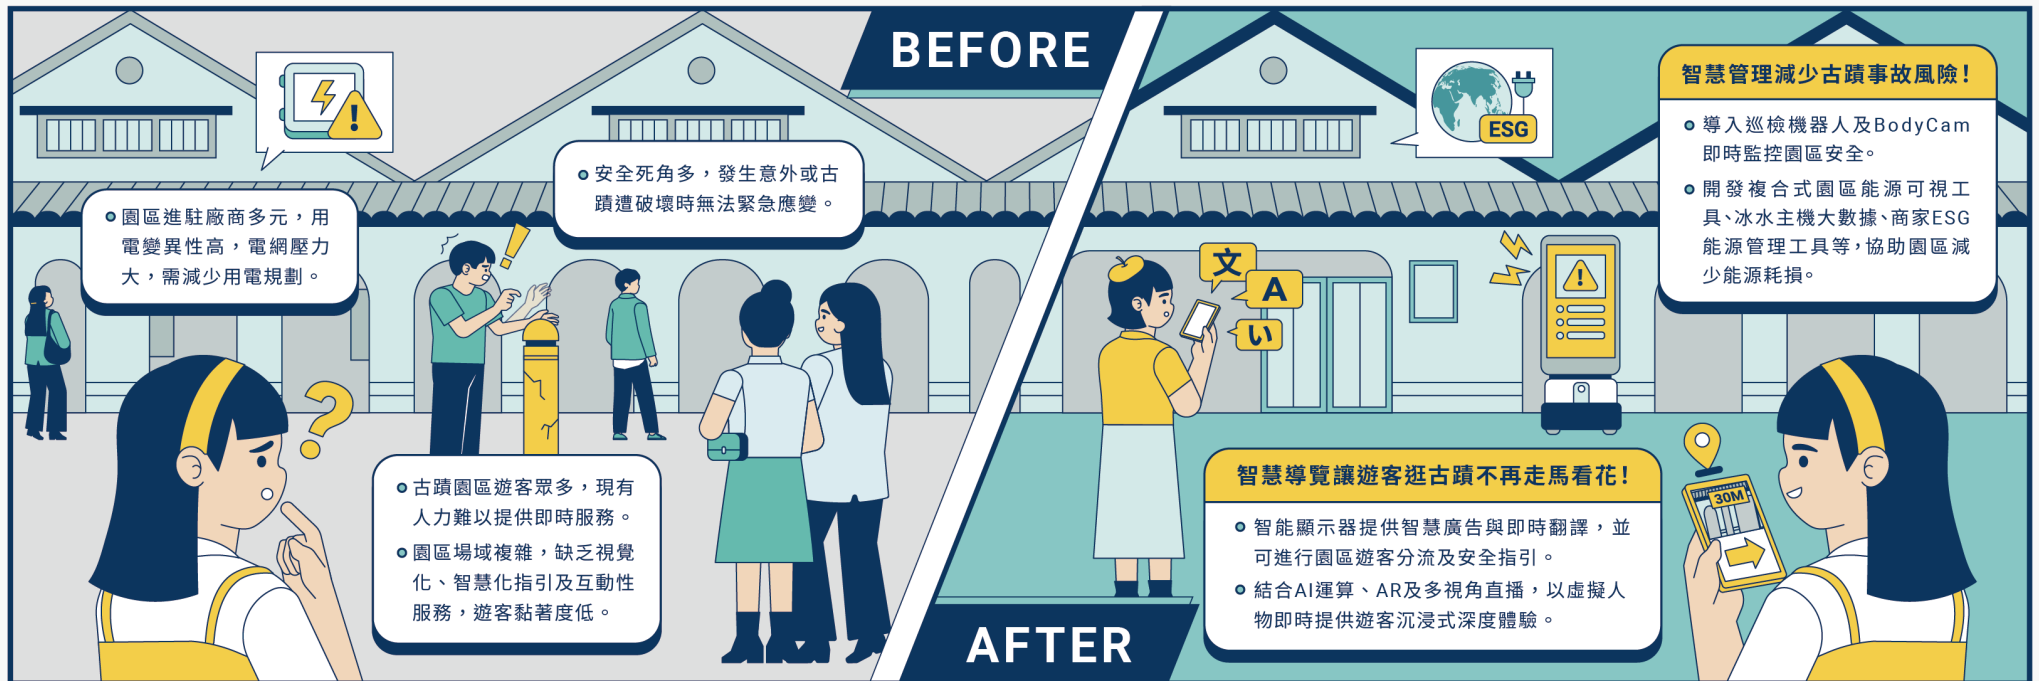 BEFORE
園區進駐廠商多元，用
電變異性高，電網壓力
大，需減少用電規劃。
安全死角多，發生意外或古
蹟遭破壞時無法緊急應變。
古蹟園區遊客眾多，現有
人力難以提供即時服務。
園區場域複雜，缺乏視覺
化、智慧化指引及互動性
服務，遊客黏著度低。
!
!
?
AFTER
ESG
智慧管理減少古蹟事故風險！
導入巡檢機器人及BodyCam
即時監控園區安全。
開發複合式園區能源可視工
具、冰水主機大數據、商家ESG
能源管理工具等，協助園區減
少能源耗損。
文
A
い
!
智慧導覽讓遊客逛古蹟不再走馬看花！
智能顯示器提供智慧廣告與即時翻譯，並
可進行園區遊客分流及安全指引。
結合AI運算、AR及多視角直播，以虛擬人
物即時提供遊客沉浸式深度體驗。
30M